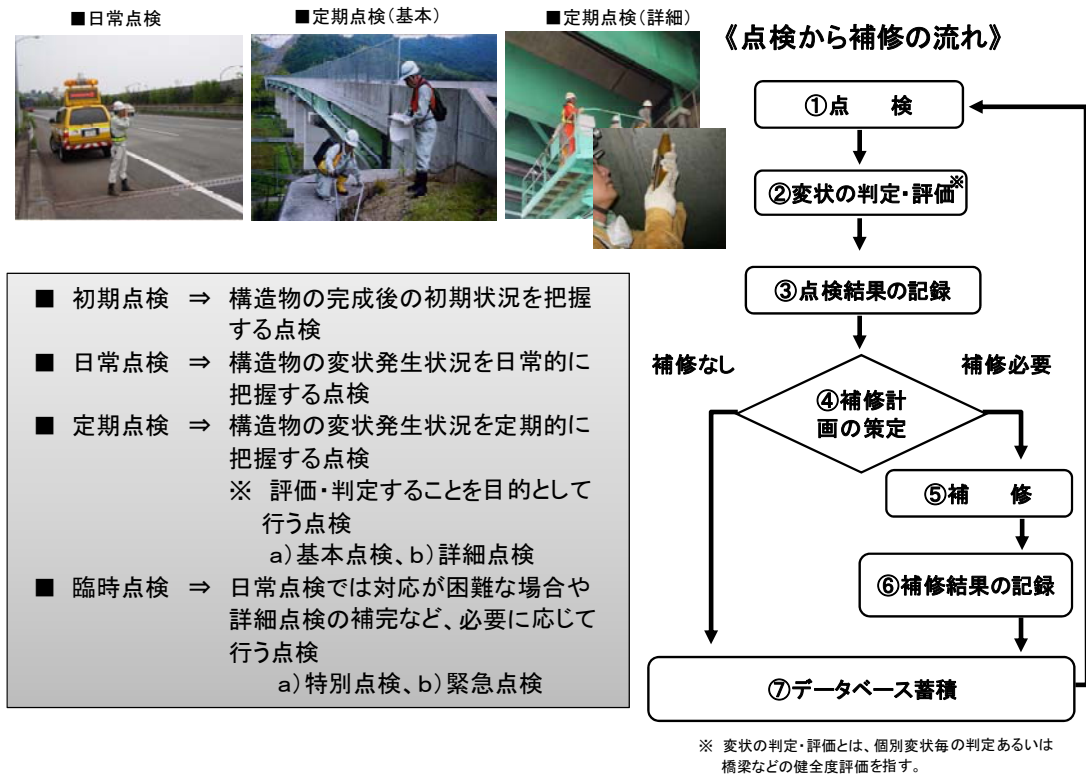 ■日常点検
■定期点検(基本)
■定期点検(詳細)
《点検から補修の流れ》
■ 初期点検 ⇒ 構造物の完成後の初期状況を把握
する点検
■ 日常点検 ⇒ 構造物の変状発生状況を日常的に
把握する点検
■ 定期点検 ⇒ 構造物の変状発生状況を定期的に
把握する点検
※ 評価・判定することを目的として
行う点検
a)基本点検、b)詳細点検
■ 臨時点検 ⇒ 日常点検では対応が困難な場合や
詳細点検の補完など、必要に応じて
行う点検
a)特別点検、b)緊急点検
①点 検
②変状の判定・評価※
③点検結果の記録
補修なし
補修必要
④補修計
画の策定
⑤補 修
⑥補修結果の記録
⑦データベース蓄積
※ 変状の判定・評価とは、個別変状毎の判定あるいは
橋梁などの健全度評価を指す。